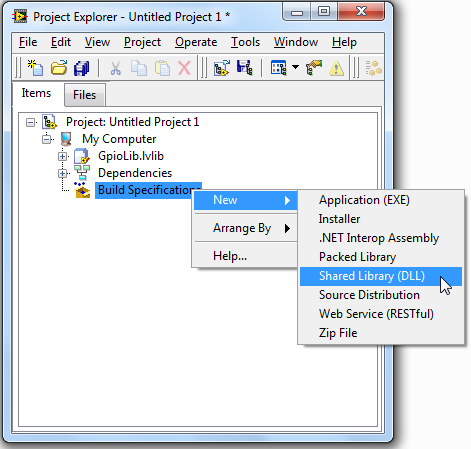 Project Explorer - Untitled Project 1 *
File Edit View Project Operate Tools Window Help
Items Files
Project: Untitled Project 1
My Computer
GpioLib.lvlib
Dependencies
Build Specifications
New
Arrange By
Help...
Application (EXE)
Installer
.NET Interop Assembly
Packed Library
Shared Library (DLL)
Source Distribution
Web Service (RESTful)
Zip File